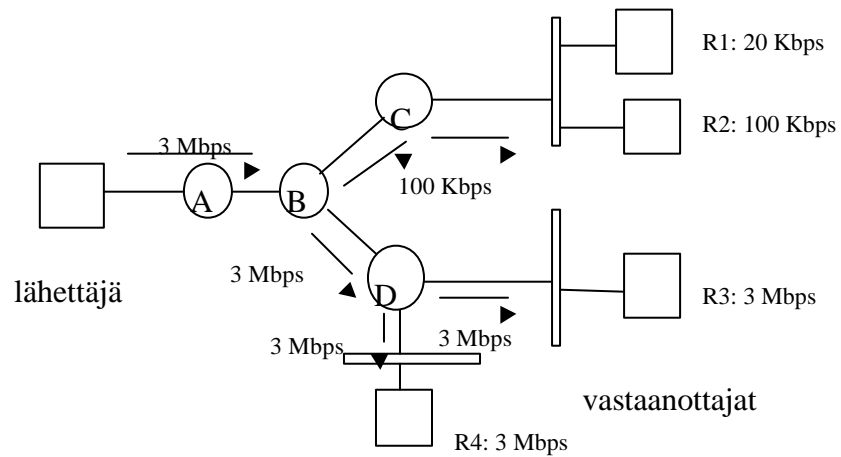 R1: 20 Kbps
C
R2: 100 Kbps
3 Mbps
100 Kbps
A
B
3 Mbps
lähettäjä
D
R3: 3 Mbps
3 Mbps
3 Mbps
vastaanottajat
R4: 3 Mbps